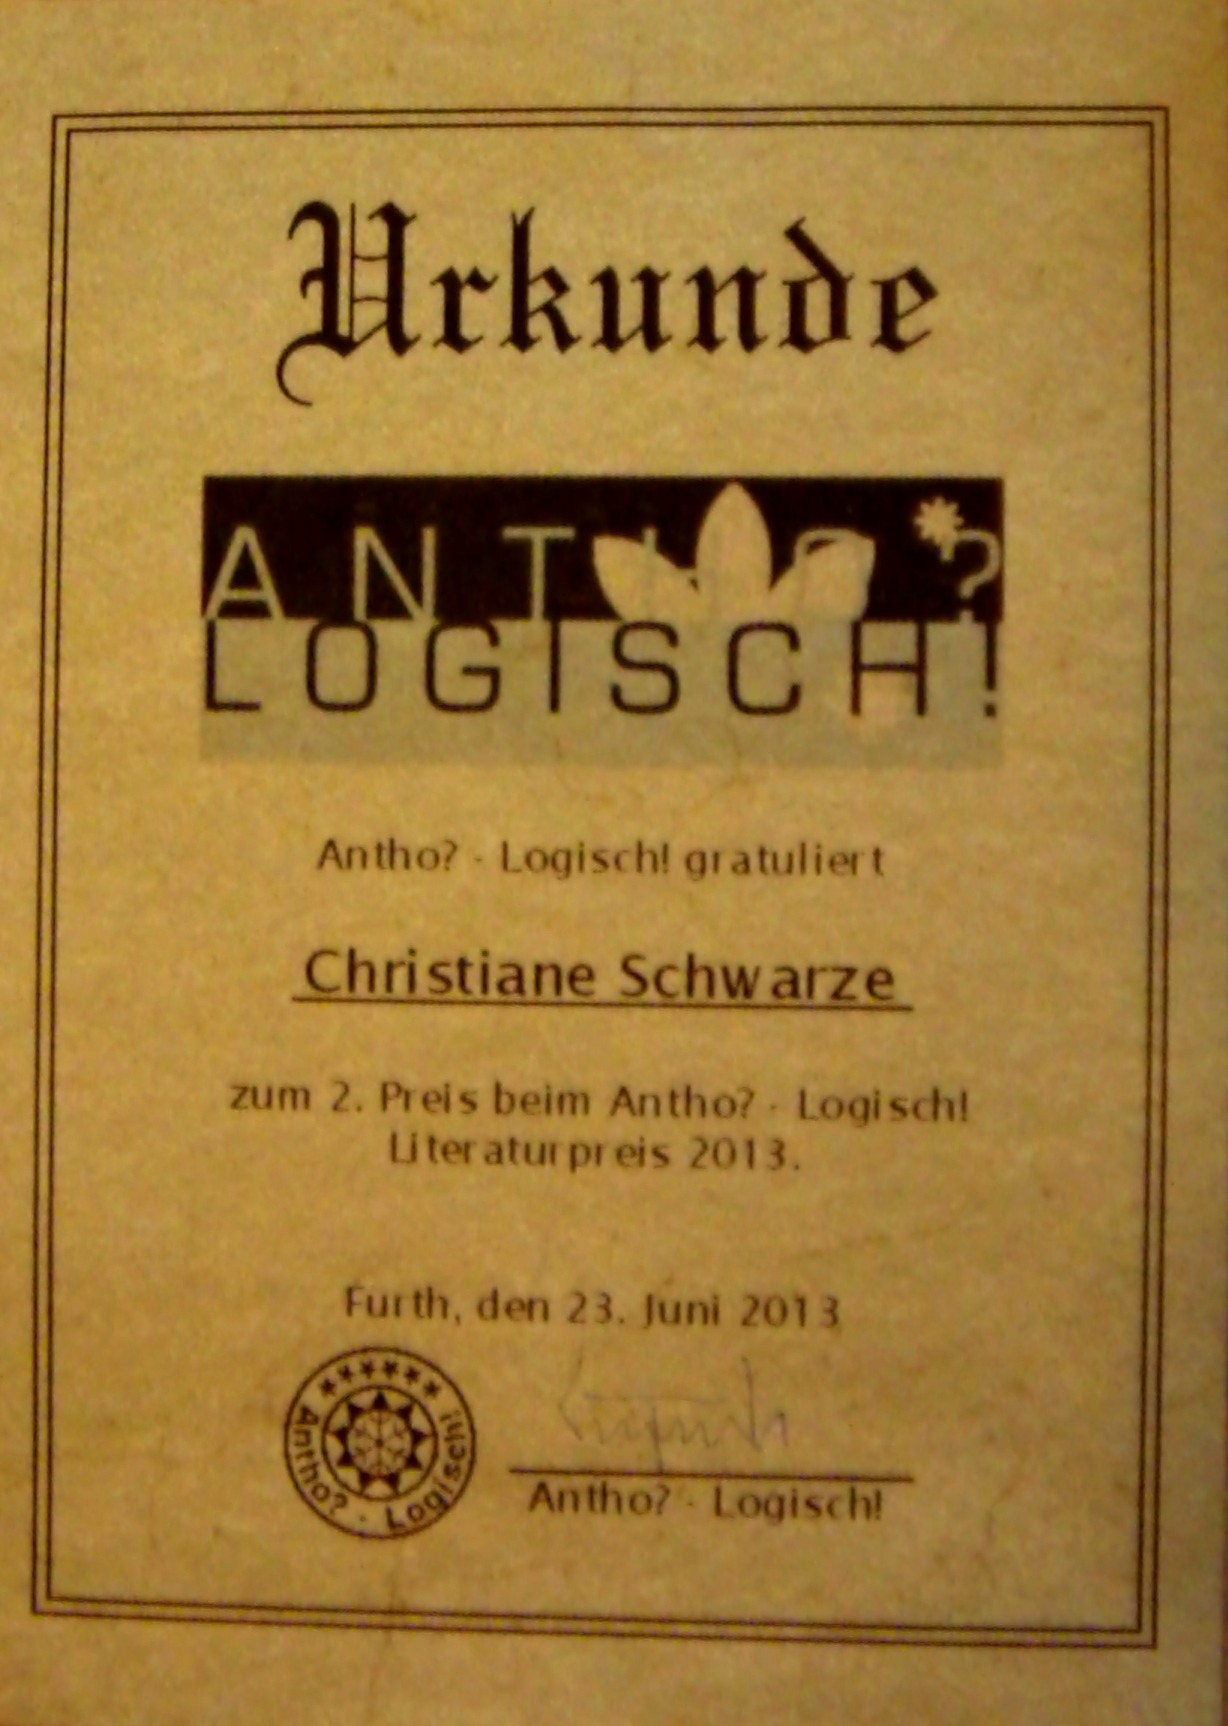 Urkunde
ANTHO?
LOGISCH!
Antho? - Logisch! gratuliert
Christiane Schwarze
zum 2. Preis beim Antho? - Logisch!
Literaturpreis 2013.
Furth, den 23. Juni 2013
Antho? - Logisch!
Antho? - Logisch!